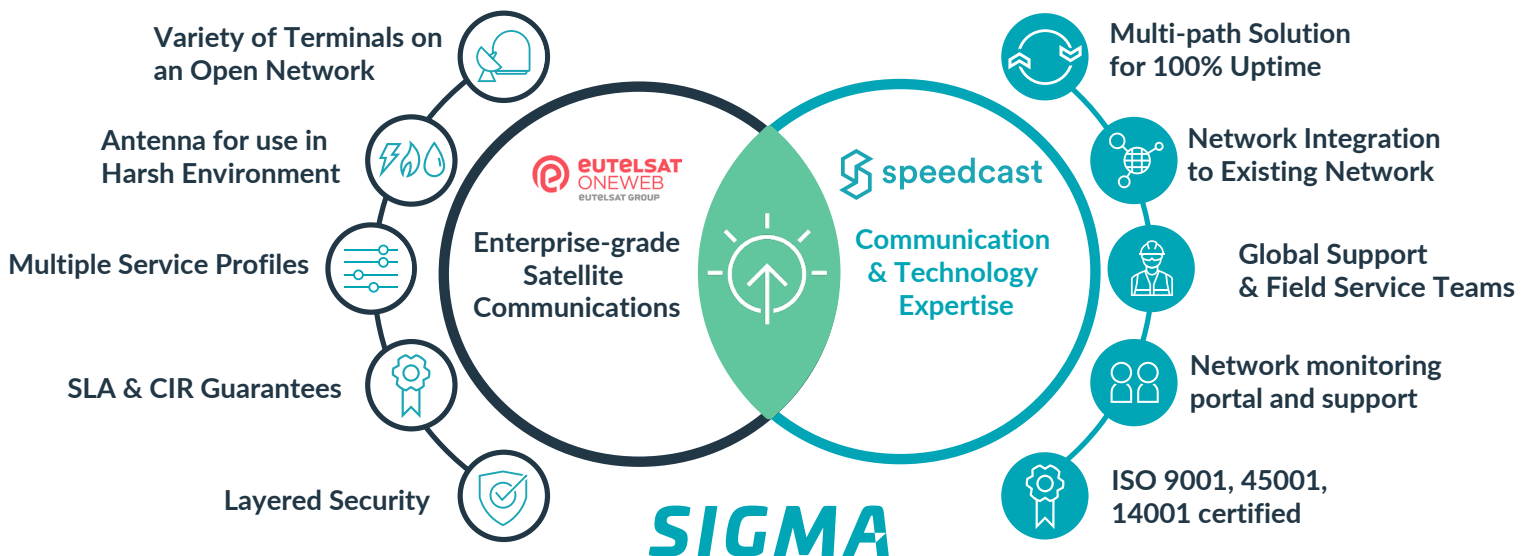 Variety of Terminals on
an Open Network
Antenna for use in
Harsh Environment
Multiple Service Profiles
SLA & CIR Guarantees
Layered Security
eutelsat
ONEWEB
eutelsat GROUP
Enterprise-grade
Satellite
Communications
speedcast
Communication
& Technology
Expertise
Multi-path Solution
for 100% Uptime
Network Integration
to Existing Network
Global Support
& Field Service Teams
Network monitoring
portal and support
ISO 9001, 45001,
14001 certified
SIGMA